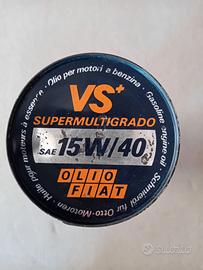 VS+
SUPERMULTIGRADO
SAE 15W/40
OLIO
FIAT
Olio per motori a benzina • Gasoline engine oil • Schmieröl für Otto-Motoren • Huile pour moteurs à essence •
subito